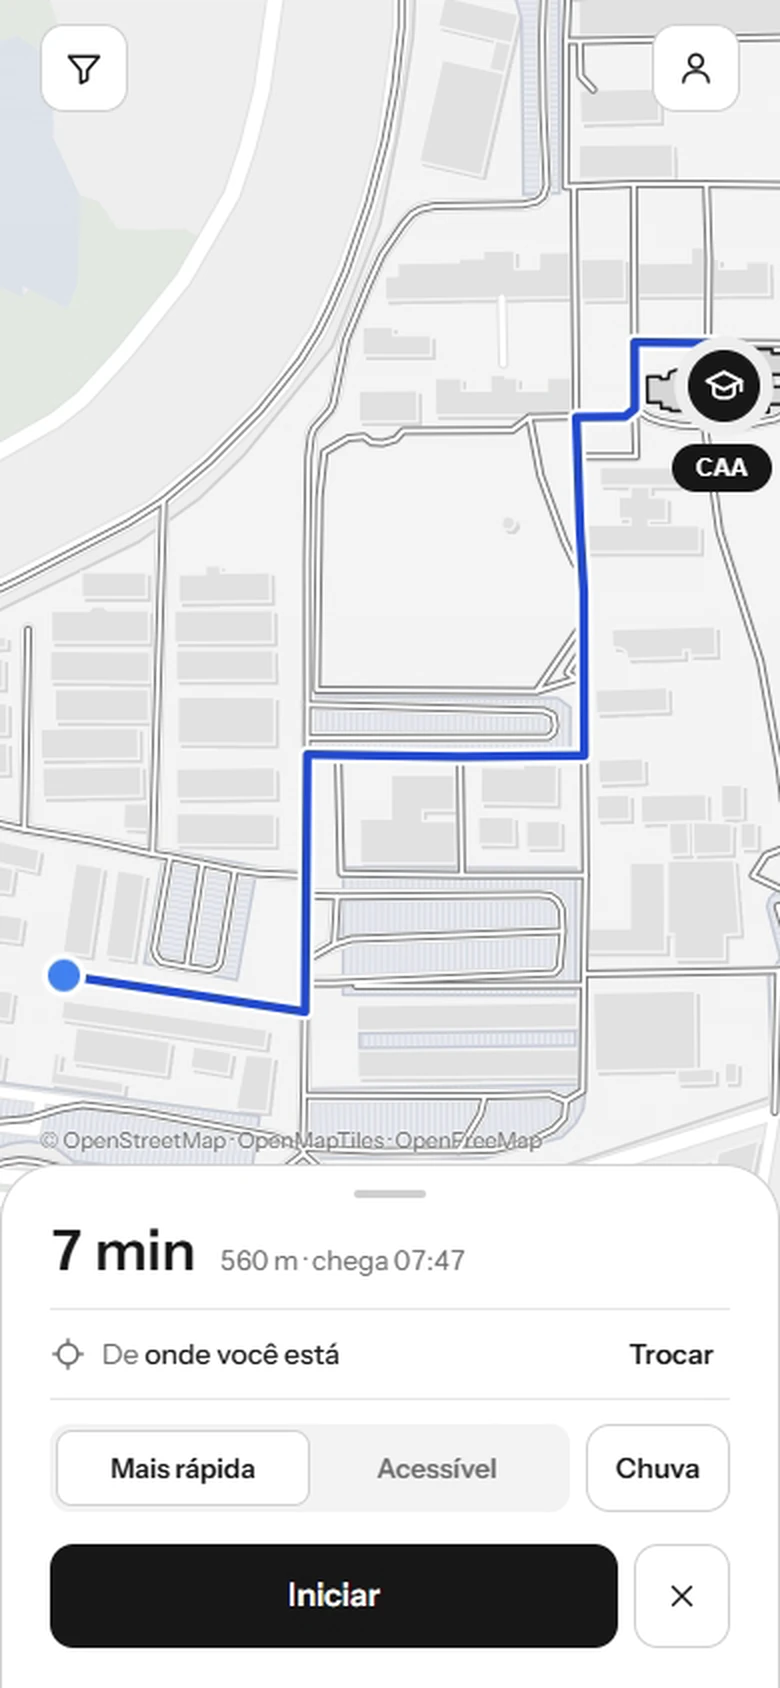 CAA
© OpenStreetMap · OpenMapTiles · OpenFreeMap
7 min 560 m · chega 07:47
De onde você está Trocar
Mais rápida Acessível Chuva
Iniciar